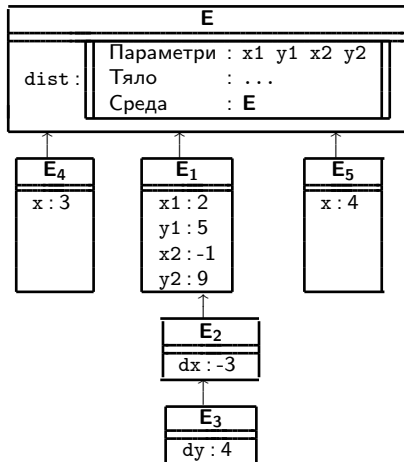 E
Параметри : x1 y1 x2 y2
dist : Тяло : ...
Среда : E
E4 E1 E5
x : 3 x1 : 2 x : 4
y1 : 5
x2 : -1
y2 : 9
E2
dx : -3
E3
dy : 4